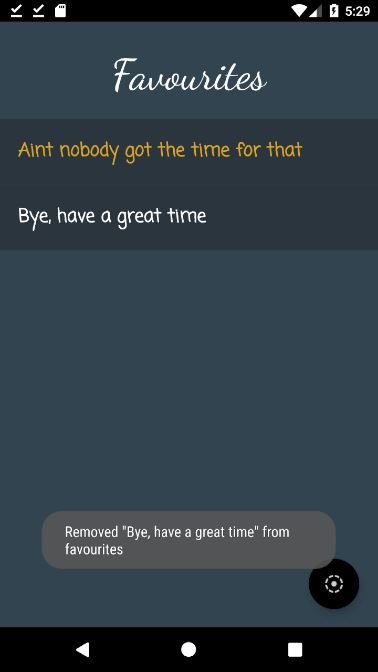 5:29
Favourites
Aint nobody got the time for that
Bye, have a great time
Removed "Bye, have a great time" from
favourites